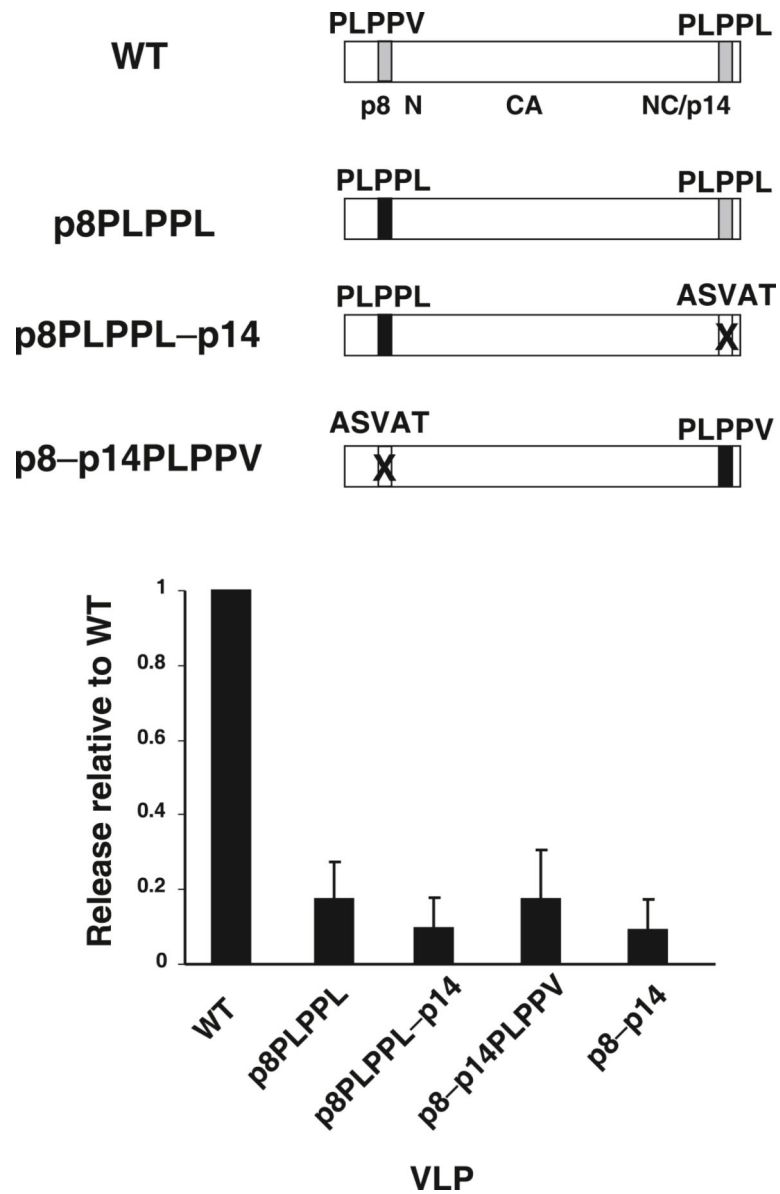 PLPPV PLPPL
WT
p8 N CA NC/p14
PLPPL PLPPL
p8PLPPL
PLPPL ASVAT
X
p8PLPPL–p14
ASVAT PLPPV
X
p8–p14PLPPV
1
0.8
0.6
0.4
0.2
0
Release relative to WT
WT
p8PLPPL
p8PLPPL–p14
p8–p14PLPPV
p8–p14
VLP